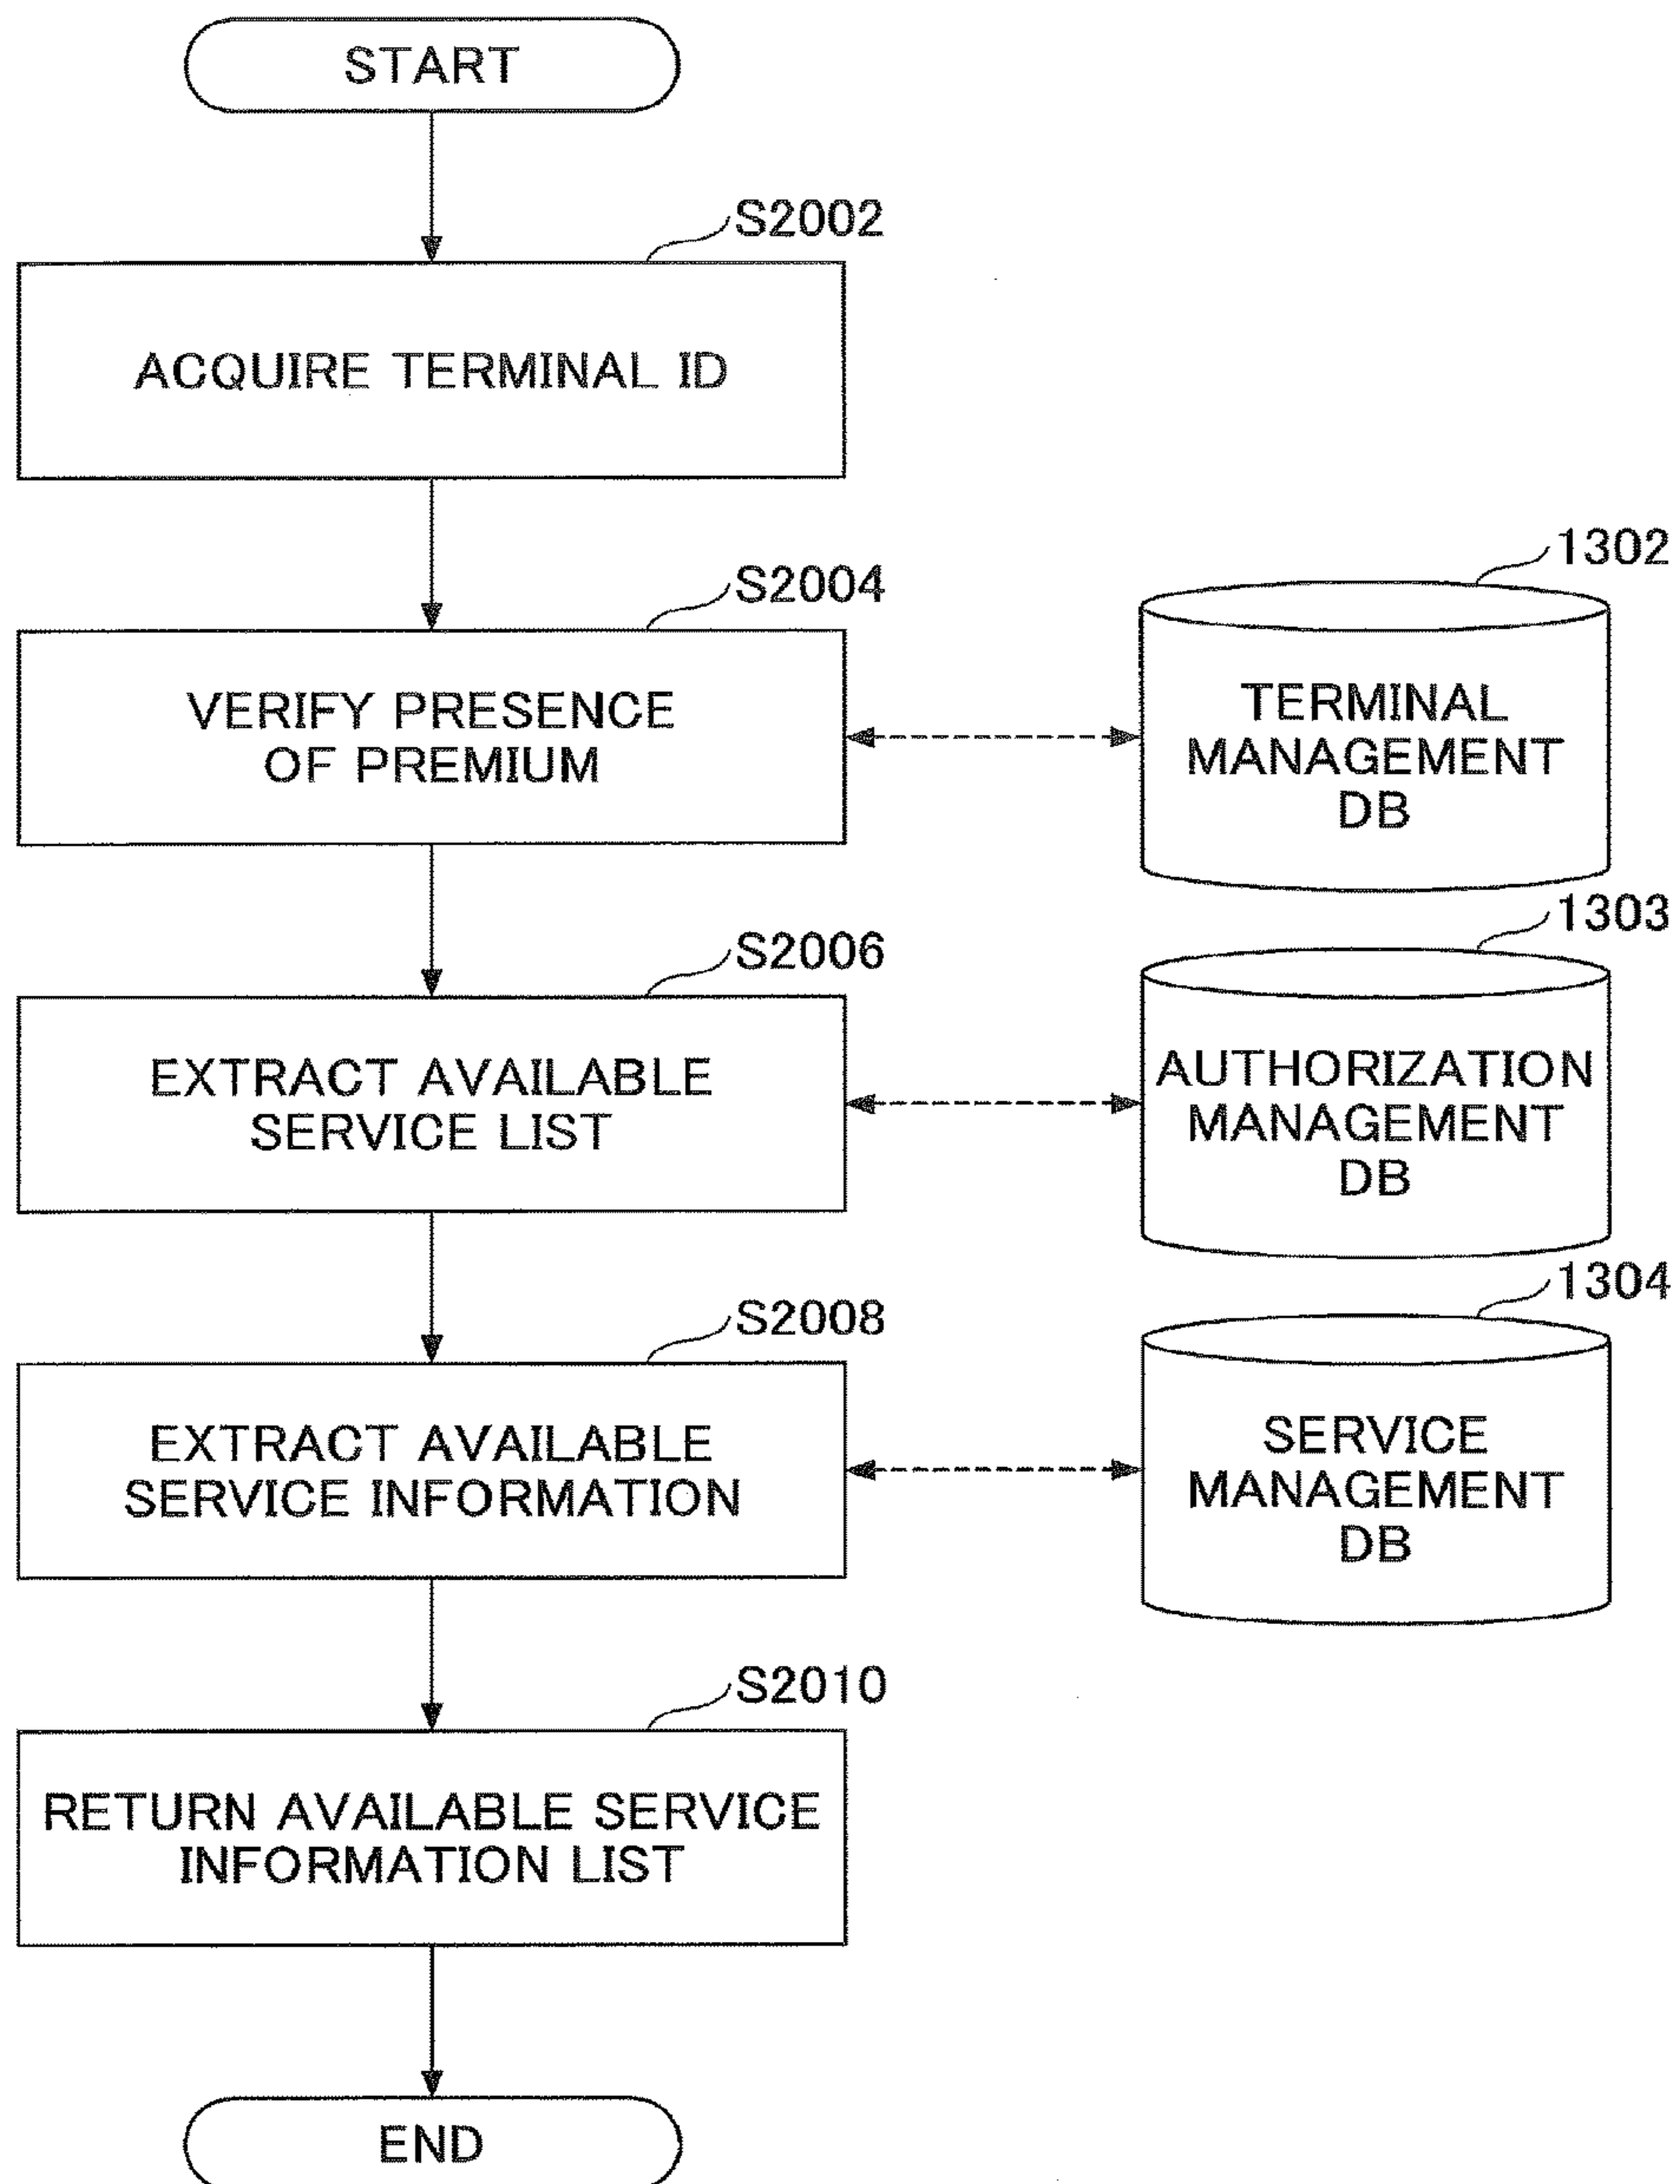 START
S2002
ACQUIRE TERMINAL ID
S2004
VERIFY PRESENCE
OF PREMIUM
1302
TERMINAL
MANAGEMENT
DB
S2006
EXTRACT AVAILABLE
SERVICE LIST
1303
AUTHORIZATION
MANAGEMENT
DB
S2008
EXTRACT AVAILABLE
SERVICE INFORMATION
1304
SERVICE
MANAGEMENT
DB
S2010
RETURN AVAILABLE SERVICE
INFORMATION LIST
END